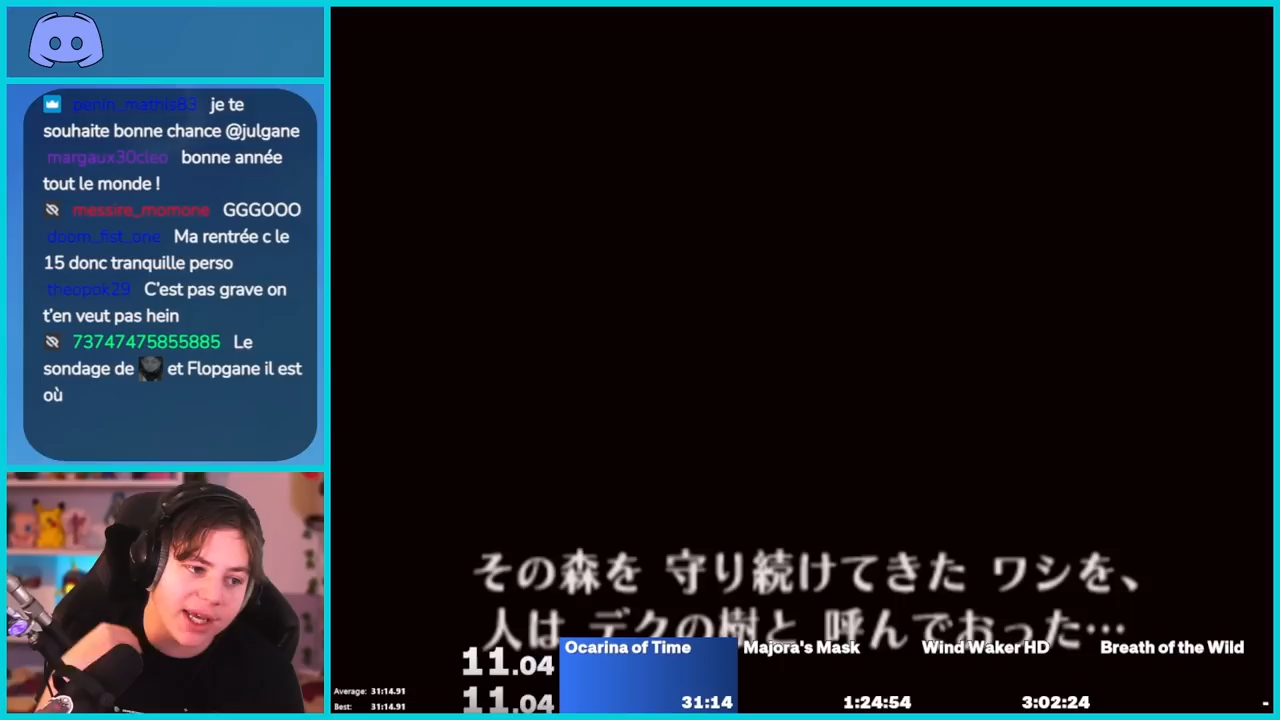 penin_mathis83 je te
souhaite bonne chance @julgane
margaux30cleo bonne année
tout le monde !
messire_momone GGGOOO
doom_fist_one Ma rentrée c le
15 donc tranquille perso
theopok29 C'est pas grave on
t'en veut pas hein
73747475855885 Le
sondage de et Flopgane il est
où
その森を 守り続けてきた ワシを、
人は デクの樹と 呼んでおった…
11.04
Ocarina of Time
Majora's Mask
Wind Waker HD
Breath of the Wild
Average: 31:14.91
Best: 31:14.91
11.04
31:14
1:24:54
3:02:24
-